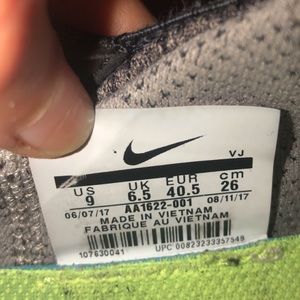 VJ
US UK EUR cm
9 6.5 40.5 26
06/07/17 AA1622-001 08/11/17
MADE IN VIETNAM
FABRIQUE AU VIETNAM
107630041 UPC 00823233357549